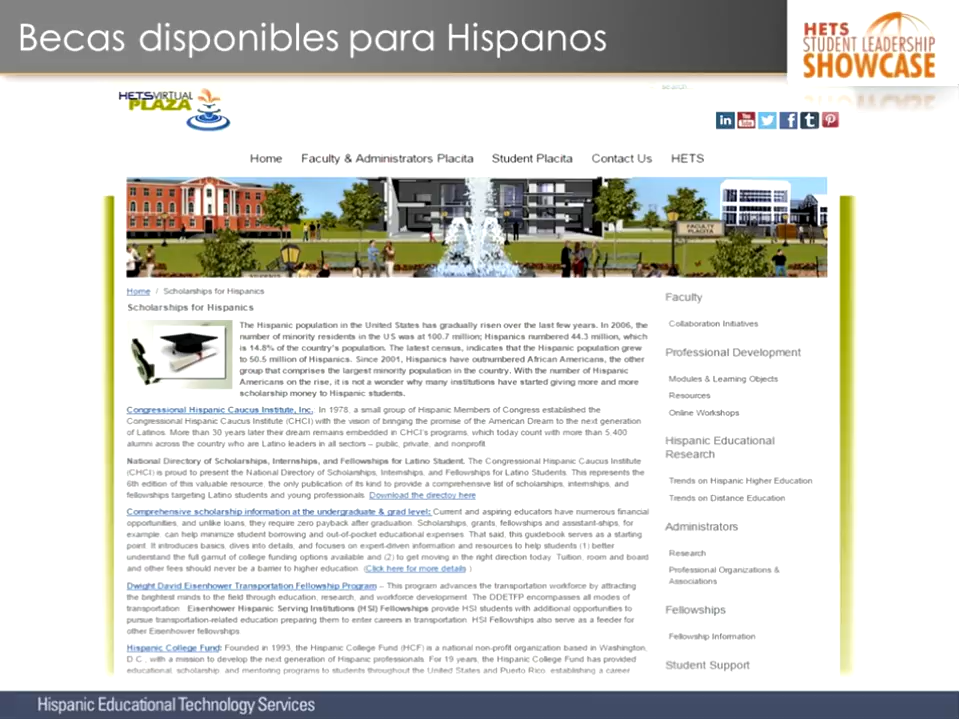 Becas disponibles para Hispanos
HETS
STUDENT LEADERSHIP
SHOWCASE
HETS VIRTUAL
PLAZA
search...
in You Tube f t
Home Faculty & Administrators Placita Student Placita Contact Us HETS
FACULTY
PLACITA
STUDENTS
Home / Scholarships for Hispanics
Scholarships for Hispanics
The Hispanic population in the United States has gradually risen over the last few years. In 2006, the
number of minority residents in the US was at 100.7 million; Hispanics numbered 44.3 million, which
is 14.8% of the country's population. The latest census, indicates that the Hispanic population grew
to 50.5 million of Hispanics. Since 2001, Hispanics have outnumbered African Americans, the other
group that comprises the largest minority population in the country. With the number of Hispanic
Americans on the rise, it is not a wonder why many institutions have started giving more and more
scholarship money to Hispanic students.
Congressional Hispanic Caucus Institute, Inc. In 1978, a small group of Hispanic Members of Congress established the
Congressional Hispanic Caucus Institute (CHCI) with the vision of bringing the promise of the American Dream to the next generation
of Latinos. More than 30 years later their dream remains embedded in CHCI's programs, which today count with more than 5,400
alumni across the country who are Latino leaders in all sectors – public, private, and nonprofit.
National Directory of Scholarships, Internships, and Fellowships for Latino Student. The Congressional Hispanic Caucus Institute
(CHCI) is proud to present the National Directory of Scholarships, Internships, and Fellowships for Latino Students. This represents the
6th edition of this valuable resource, the only publication of its kind to provide a comprehensive list of scholarships, internships, and
fellowships targeting Latino students and young professionals. Download the directoy here
Comprehensive scholarship information at the undergraduate & grad level: Current and aspiring educators have numerous financial
opportunities, and unlike loans, they require zero payback after graduation. Scholarships, grants, fellowships and assistant-ships, for
example, can help minimize student borrowing and out-of-pocket educational expenses. That said, this guidebook serves as a starting
point. It introduces basics, dives into details, and focuses on expert-driven information and resources to help students (1) better
understand the full gamut of college funding options available and (2) to get moving in the right direction today. Tuition, room and board
and other fees should never be a barrier to higher education. (Click here for more details )
Dwight David Eisenhower Transportation Fellowship Program – This program advances the transportation workforce by attracting
the brightest minds to the field through education, research, and workforce development. The DDETFP encompasses all modes of
transportation. Eisenhower Hispanic Serving Institutions (HSI) Fellowships provide HSI students with additional opportunities to
pursue transportation-related education preparing them to enter careers in transportation. HSI Fellowships also serve as a feeder for
other Eisenhower fellowships
Hispanic College Fund: Founded in 1993, the Hispanic College Fund (HCF) is a national non-profit organization based in Washington,
D.C., with a mission to develop the next generation of Hispanic professionals. For 19 years, the Hispanic College Fund has provided
educational, scholarship, and mentoring programs to students throughout the United States and Puerto Rico, establishing a career
Faculty
Collaboration Initiatives
Professional Development
Modules & Learning Objects
Resources
Online Workshops
Hispanic Educational
Research
Trends on Hispanic Higher Education
Trends on Distance Education
Administrators
Research
Professional Organizations &
Associations
Fellowships
Fellowship Information
Student Support
Hispanic Educational Technology Services